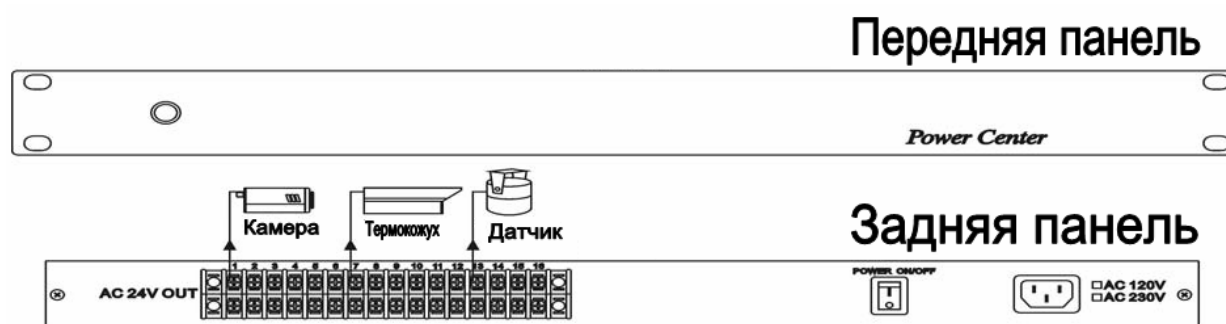 Передняя панель
Power Center
Камера
Термокожух
Датчик
Задняя панель
1 2 3 4 5 6 7 8 9 10 11 12 13 14 15 16
POWER ON/OFF
AC 24V OUT
□AC 120V
□AC 230V